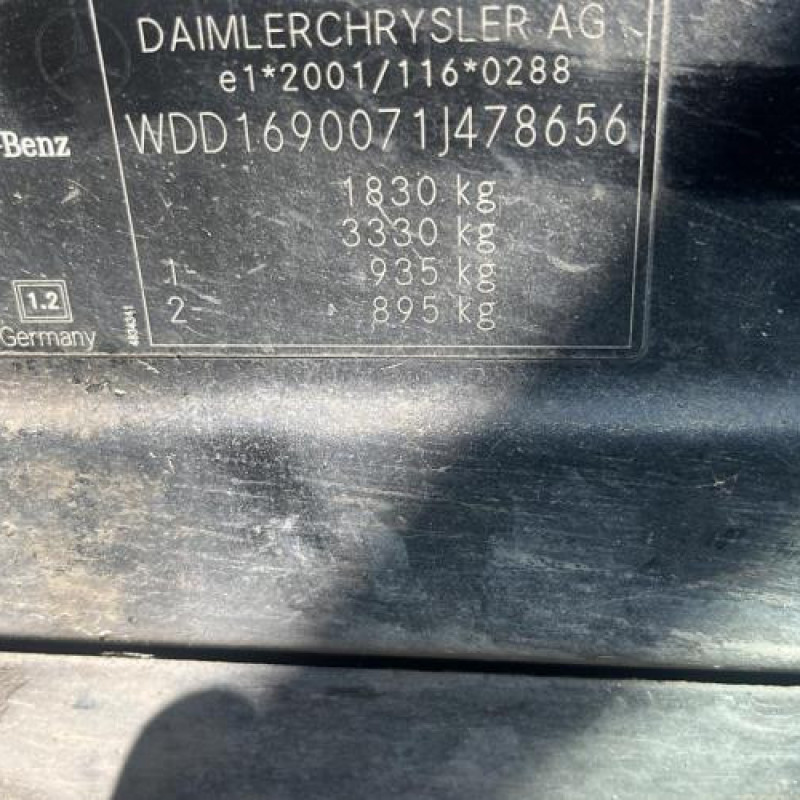 DAIMLERCHRYSLER AG
e1*2001/116*0288
WDD1690071J478656
-Benz
1830 kg
3330 kg
1- 935 kg
2- 895 kg
1.2
Germany